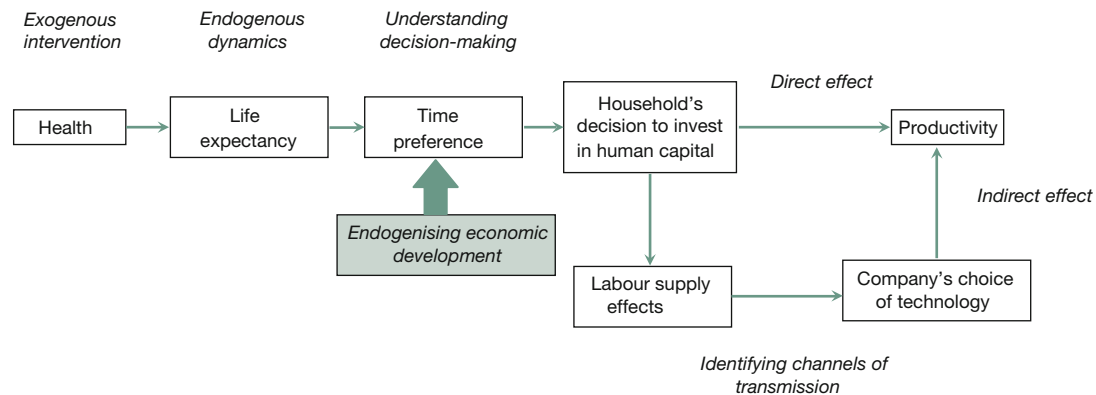 Exogenous
intervention
Endogenous
dynamics
Understanding
decision-making
Health
Life
expectancy
Time
preference
Household's
decision to invest
in human capital
Direct effect
Productivity
Indirect effect
Endogenising economic
development
Labour supply
effects
Company's choice
of technology
Identifying channels of
transmission